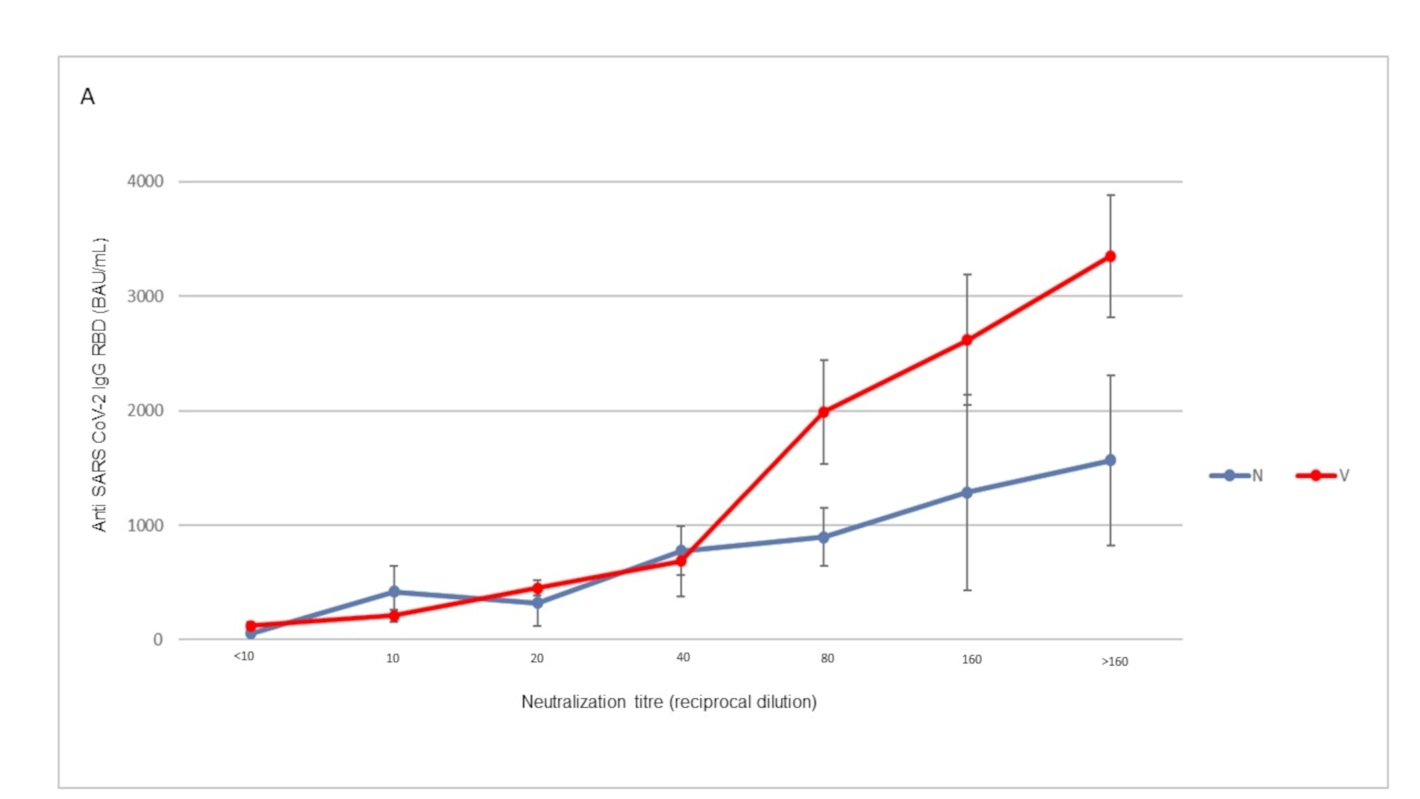 A
4000
3000
2000
1000
0
Anti SARS CoV-2 IgG RBD (BAU/mL)
<10 10 20 40 80 160 >160
Neutralization titre (reciprocal dilution)
N V